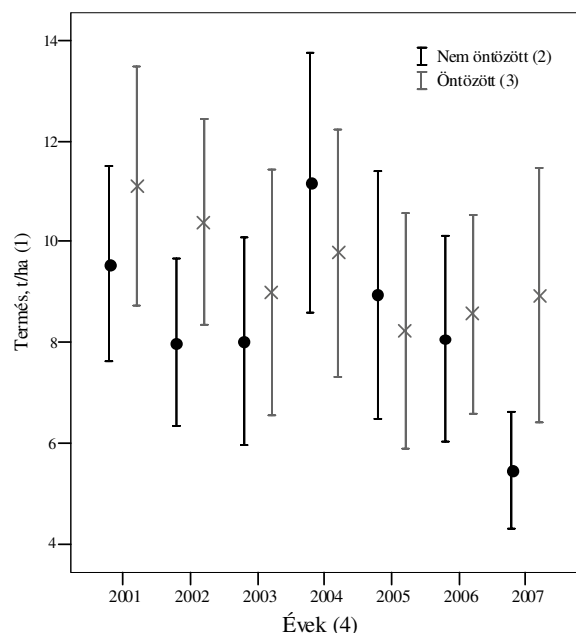 14
12
10
8
6
4
Termés, t/ha (1)
Nem öntözött (2)
Öntözött (3)
2001 2002 2003 2004 2005 2006 2007
Évek (4)